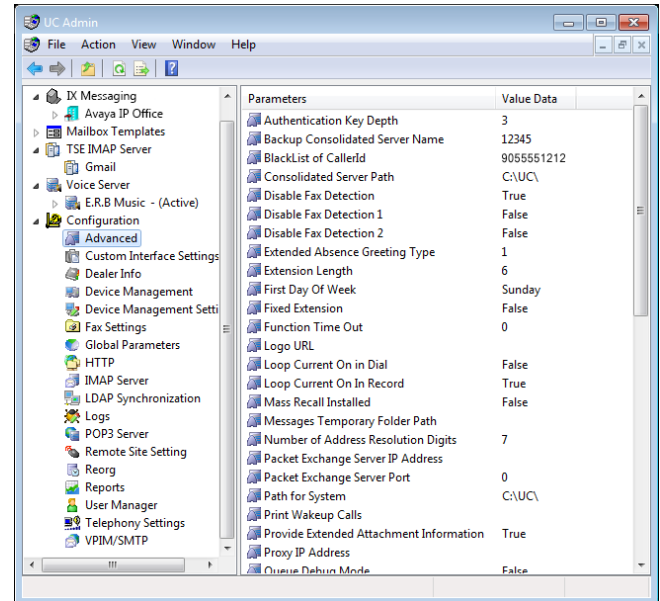 UC Admin
File Action View Window Help
IX Messaging
Avaya IP Office
Mailbox Templates
TSE IMAP Server
Gmail
Voice Server
E.R.B Music - (Active)
Configuration
Advanced
Custom Interface Settings
Dealer Info
Device Management
Device Management Setti
Fax Settings
Global Parameters
HTTP
IMAP Server
LDAP Synchronization
Logs
POP3 Server
Remote Site Setting
Reorg
Reports
User Manager
Telephony Settings
VPIM/SMTP
Parameters Value Data
Authentication Key Depth 3
Backup Consolidated Server Name 12345
BlackList of CallerId 9055551212
Consolidated Server Path C:\UC\
Disable Fax Detection True
Disable Fax Detection 1 False
Disable Fax Detection 2 False
Extended Absence Greeting Type 1
Extension Length 6
First Day Of Week Sunday
Fixed Extension False
Function Time Out 0
Logo URL
Loop Current On in Dial False
Loop Current On In Record True
Mass Recall Installed False
Messages Temporary Folder Path
Number of Address Resolution Digits 7
Packet Exchange Server IP Address
Packet Exchange Server Port 0
Path for System C:\UC\
Print Wakeup Calls
Provide Extended Attachment Information True
Proxy IP Address
Queue Debug Mode False